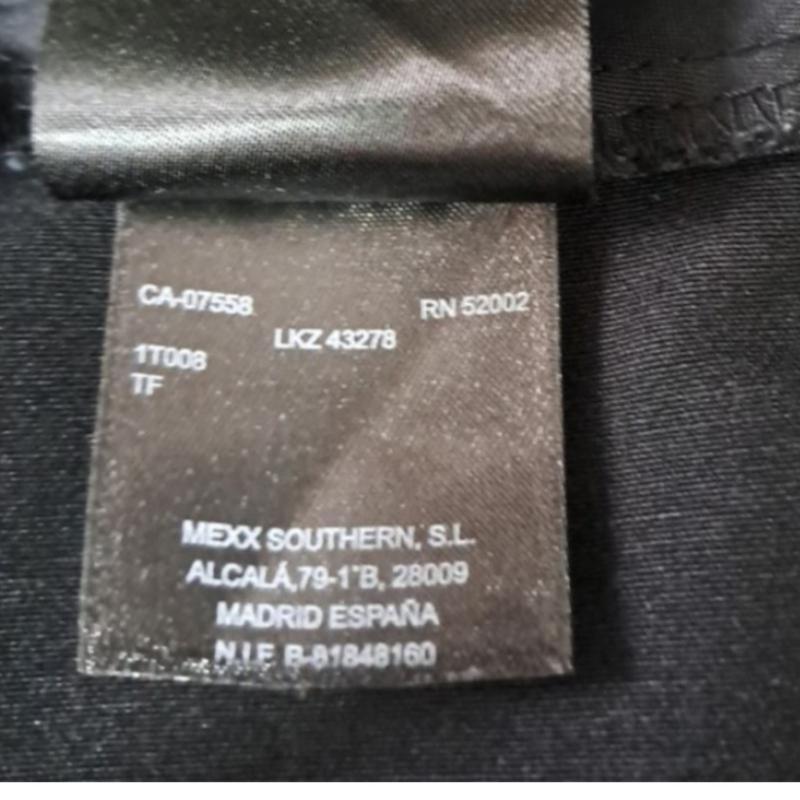 CA-07558
RN 52002
LKZ 43278
1T008
TF
MEXX SOUTHERN, S.L.
ALCALÁ,79-1°B, 28009
MADRID ESPAÑA
N.I.F. B-81848160